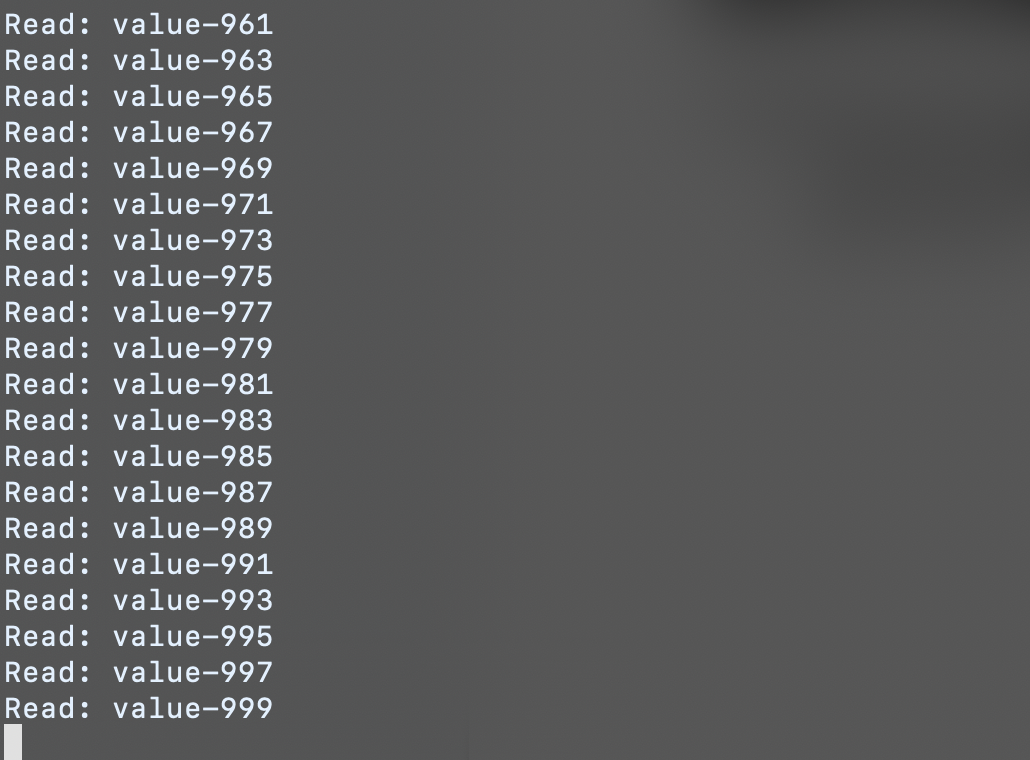 Read: value-961
Read: value-963
Read: value-965
Read: value-967
Read: value-969
Read: value-971
Read: value-973
Read: value-975
Read: value-977
Read: value-979
Read: value-981
Read: value-983
Read: value-985
Read: value-987
Read: value-989
Read: value-991
Read: value-993
Read: value-995
Read: value-997
Read: value-999